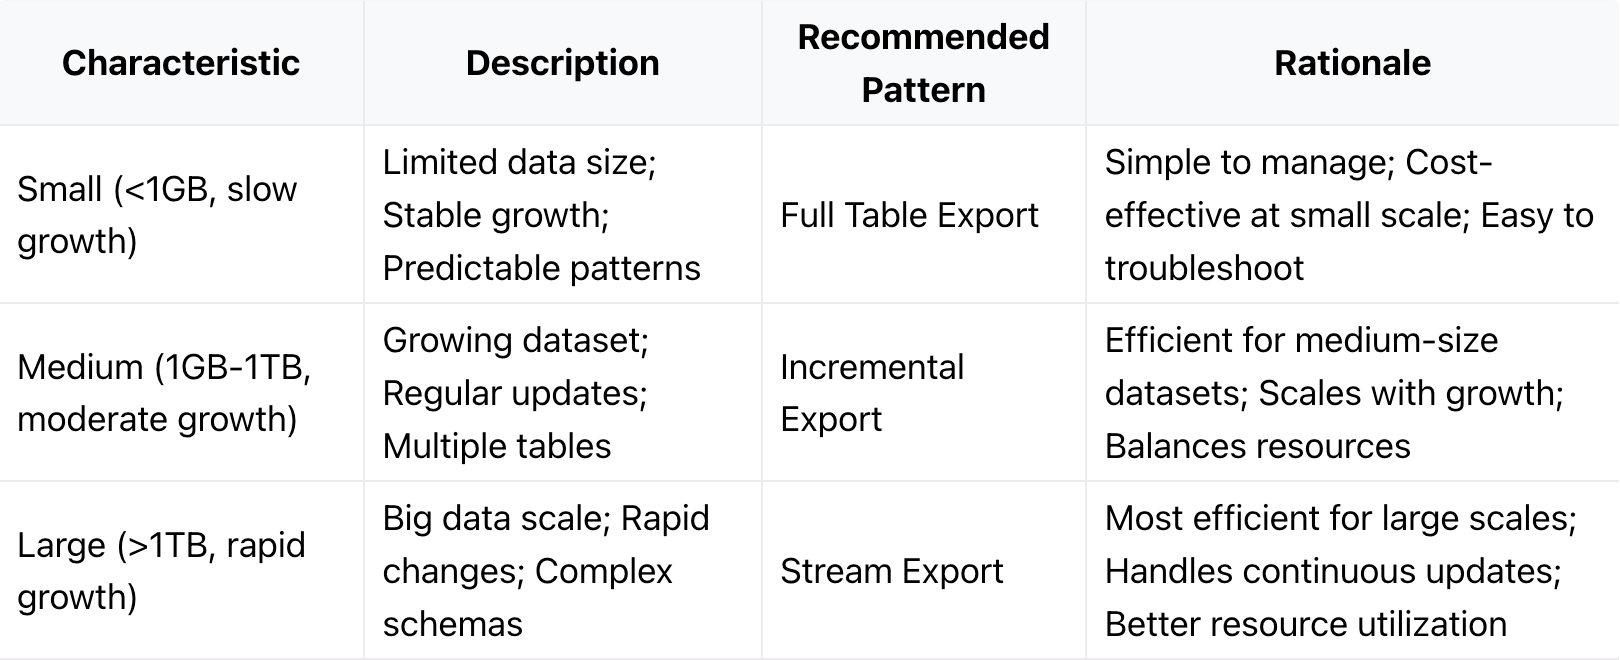 Characteristic
Description
Recommended
Pattern
Rationale
Small (<1GB, slow
growth)
Limited data size;
Stable growth;
Predictable patterns
Full Table Export
Simple to manage; Cost-
effective at small scale; Easy to
troubleshoot
Medium (1GB-1TB,
moderate growth)
Growing dataset;
Regular updates;
Multiple tables
Incremental
Export
Efficient for medium-size
datasets; Scales with growth;
Balances resources
Large (>1TB, rapid
growth)
Big data scale; Rapid
changes; Complex
schemas
Stream Export
Most efficient for large scales;
Handles continuous updates;
Better resource utilization